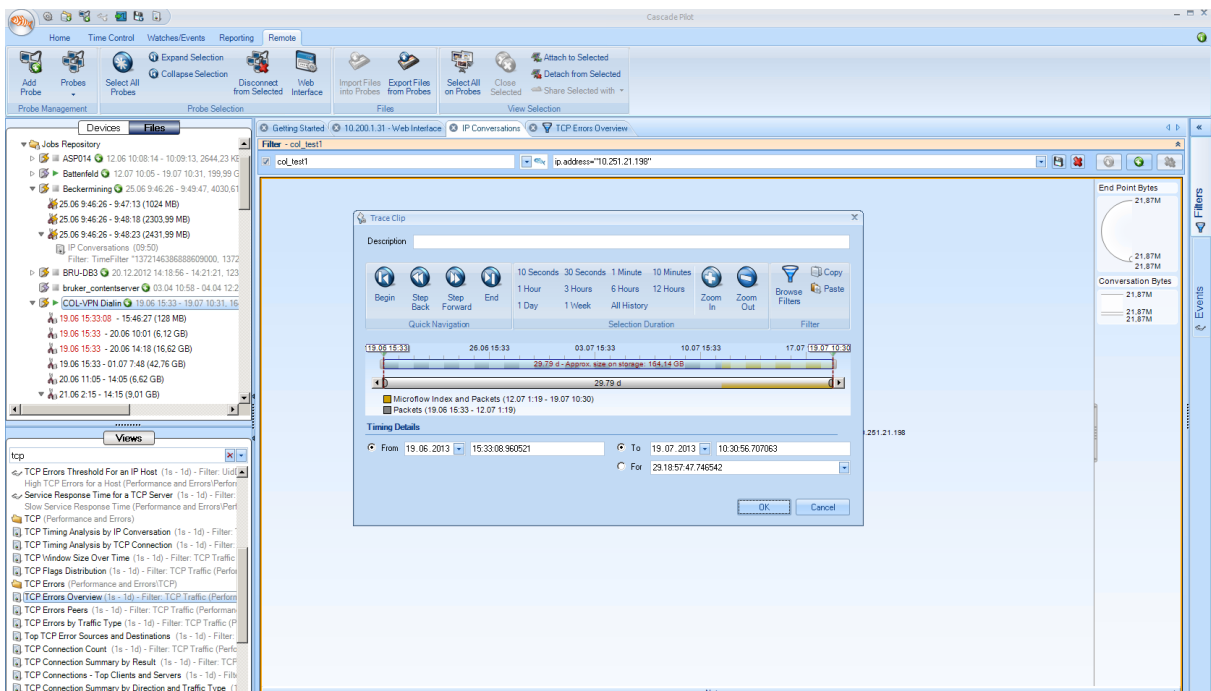 Cascade Pilot
Home Time Control Watches/Events Reporting Remote
Add Probe
Probes
Select All Probes
Expand Selection
Collapse Selection
Disconnect from Selected
Web Interface
Import Files into Probes
Export Files from Probes
Select All on Probes
Close Selected
Attach to Selected
Detach from Selected
Share Selected with
Probe Management Probe Selection Files View Selection
Devices Files
Jobs Repository
ASP014 12.06 10:08:14 - 10:09:13, 2644,23 KE
Battenfeld 12.07 10:05 - 19.07 10:31, 199,99 G
Beckermining 25.06 9:46:26 - 9:49:47, 4030,61
25.06 9:46:26 - 9:47:13 (1024 MB)
25.06 9:46:26 - 9:48:18 (2303,99 MB)
25.06 9:46:26 - 9:48:23 (2431,99 MB)
IP Conversations (09:50)
Filter: TimeFilter "1372146386888609000, 1372
BRU-DB3 20.12.2012 14:18:56 - 14:21:21, 123
bruker_contentserver 03.04 10:58 - 04.04 12:2
COL-VPN Dialin 19.06 15:33 - 19.07 10:31, 16
19.06 15:33:08 - 15:46:27 (128 MB)
19.06 15:33 - 20.06 10:01 (6,12 GB)
19.06 15:33 - 20.06 14:18 (16,62 GB)
19.06 15:33 - 01.07 7:48 (42,76 GB)
20.06 11:05 - 14:05 (6,62 GB)
21.06 2:15 - 14:15 (9,01 GB)
Views
tcp
TCP Errors Threshold For an IP Host (1s - 1d) - Filter: Uid
High TCP Errors for a Host (Performance and Errors\Perfor
Service Response Time for a TCP Server (1s - 1d) - Filter:
Slow Service Response Time (Performance and Errors\Perf
TCP (Performance and Errors)
TCP Timing Analysis by IP Conversation (1s - 1d) - Filter:
TCP Timing Analysis by TCP Connection (1s - 1d) - Filter:
TCP Window Size Over Time (1s - 1d) - Filter: TCP Traffic
TCP Flags Distribution (1s - 1d) - Filter: TCP Traffic (Perfor
TCP Errors (Performance and Errors\TCP)
TCP Errors Overview (1s - 1d) - Filter: TCP Traffic (Perform
TCP Errors Peers (1s - 1d) - Filter: TCP Traffic (Performan
TCP Errors by Traffic Type (1s - 1d) - Filter: TCP Traffic (P
Top TCP Error Sources and Destinations (1s - 1d) - Filter:
TCP Connection Count (1s - 1d) - Filter: TCP Traffic (Perfo
TCP Connection Summary by Result (1s - 1d) - Filter: TCP
TCP Connections - Top Clients and Servers (1s - 1d) - Filte
TCP Connection Summary by Direction and Traffic Type (1
Getting Started 10.200.1.31 - Web Interface IP Conversations TCP Errors Overview
Filter - col_test1
col_test1 ip.address="10.251.21.198"
Trace Clip
Description
Begin
Step Back
Step Forward
End
Quick Navigation
10 Seconds 30 Seconds 1 Minute 10 Minutes
1 Hour 3 Hours 6 Hours 12 Hours
1 Day 1 Week All History
Zoom In
Zoom Out
Selection Duration
Browse Filters
Copy
Paste
Filter
19.06 15:33 26.06 15:33 03.07 15:33 10.07 15:33 17.07 19.07 10:30
29.79 d - Approx. size on storage: 164,14 GB
29.79 d
Microflow Index and Packets (12.07 1:19 - 19.07 10:30)
Packets (19.06 15:33 - 12.07 1:19)
Timing Details
From 19.06.2013 15:33:08.960521 To 19.07.2013 10:30:56.707063
For 29.18:57:47.746542
OK Cancel
.251.21.198
End Point Bytes
21,87M
21,87M
21,87M
Conversation Bytes
21,87M
21,87M
21,87M
Filters
Events